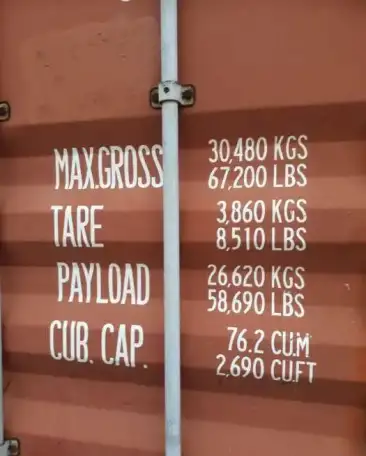 MAX.GROSS 30,480 KGS
67,200 LBS
TARE 3,860 KGS
8,510 LBS
PAYLOAD 26,620 KGS
58,690 LBS
CUB. CAP. 76.2 CU.M
2,690 CU.FT